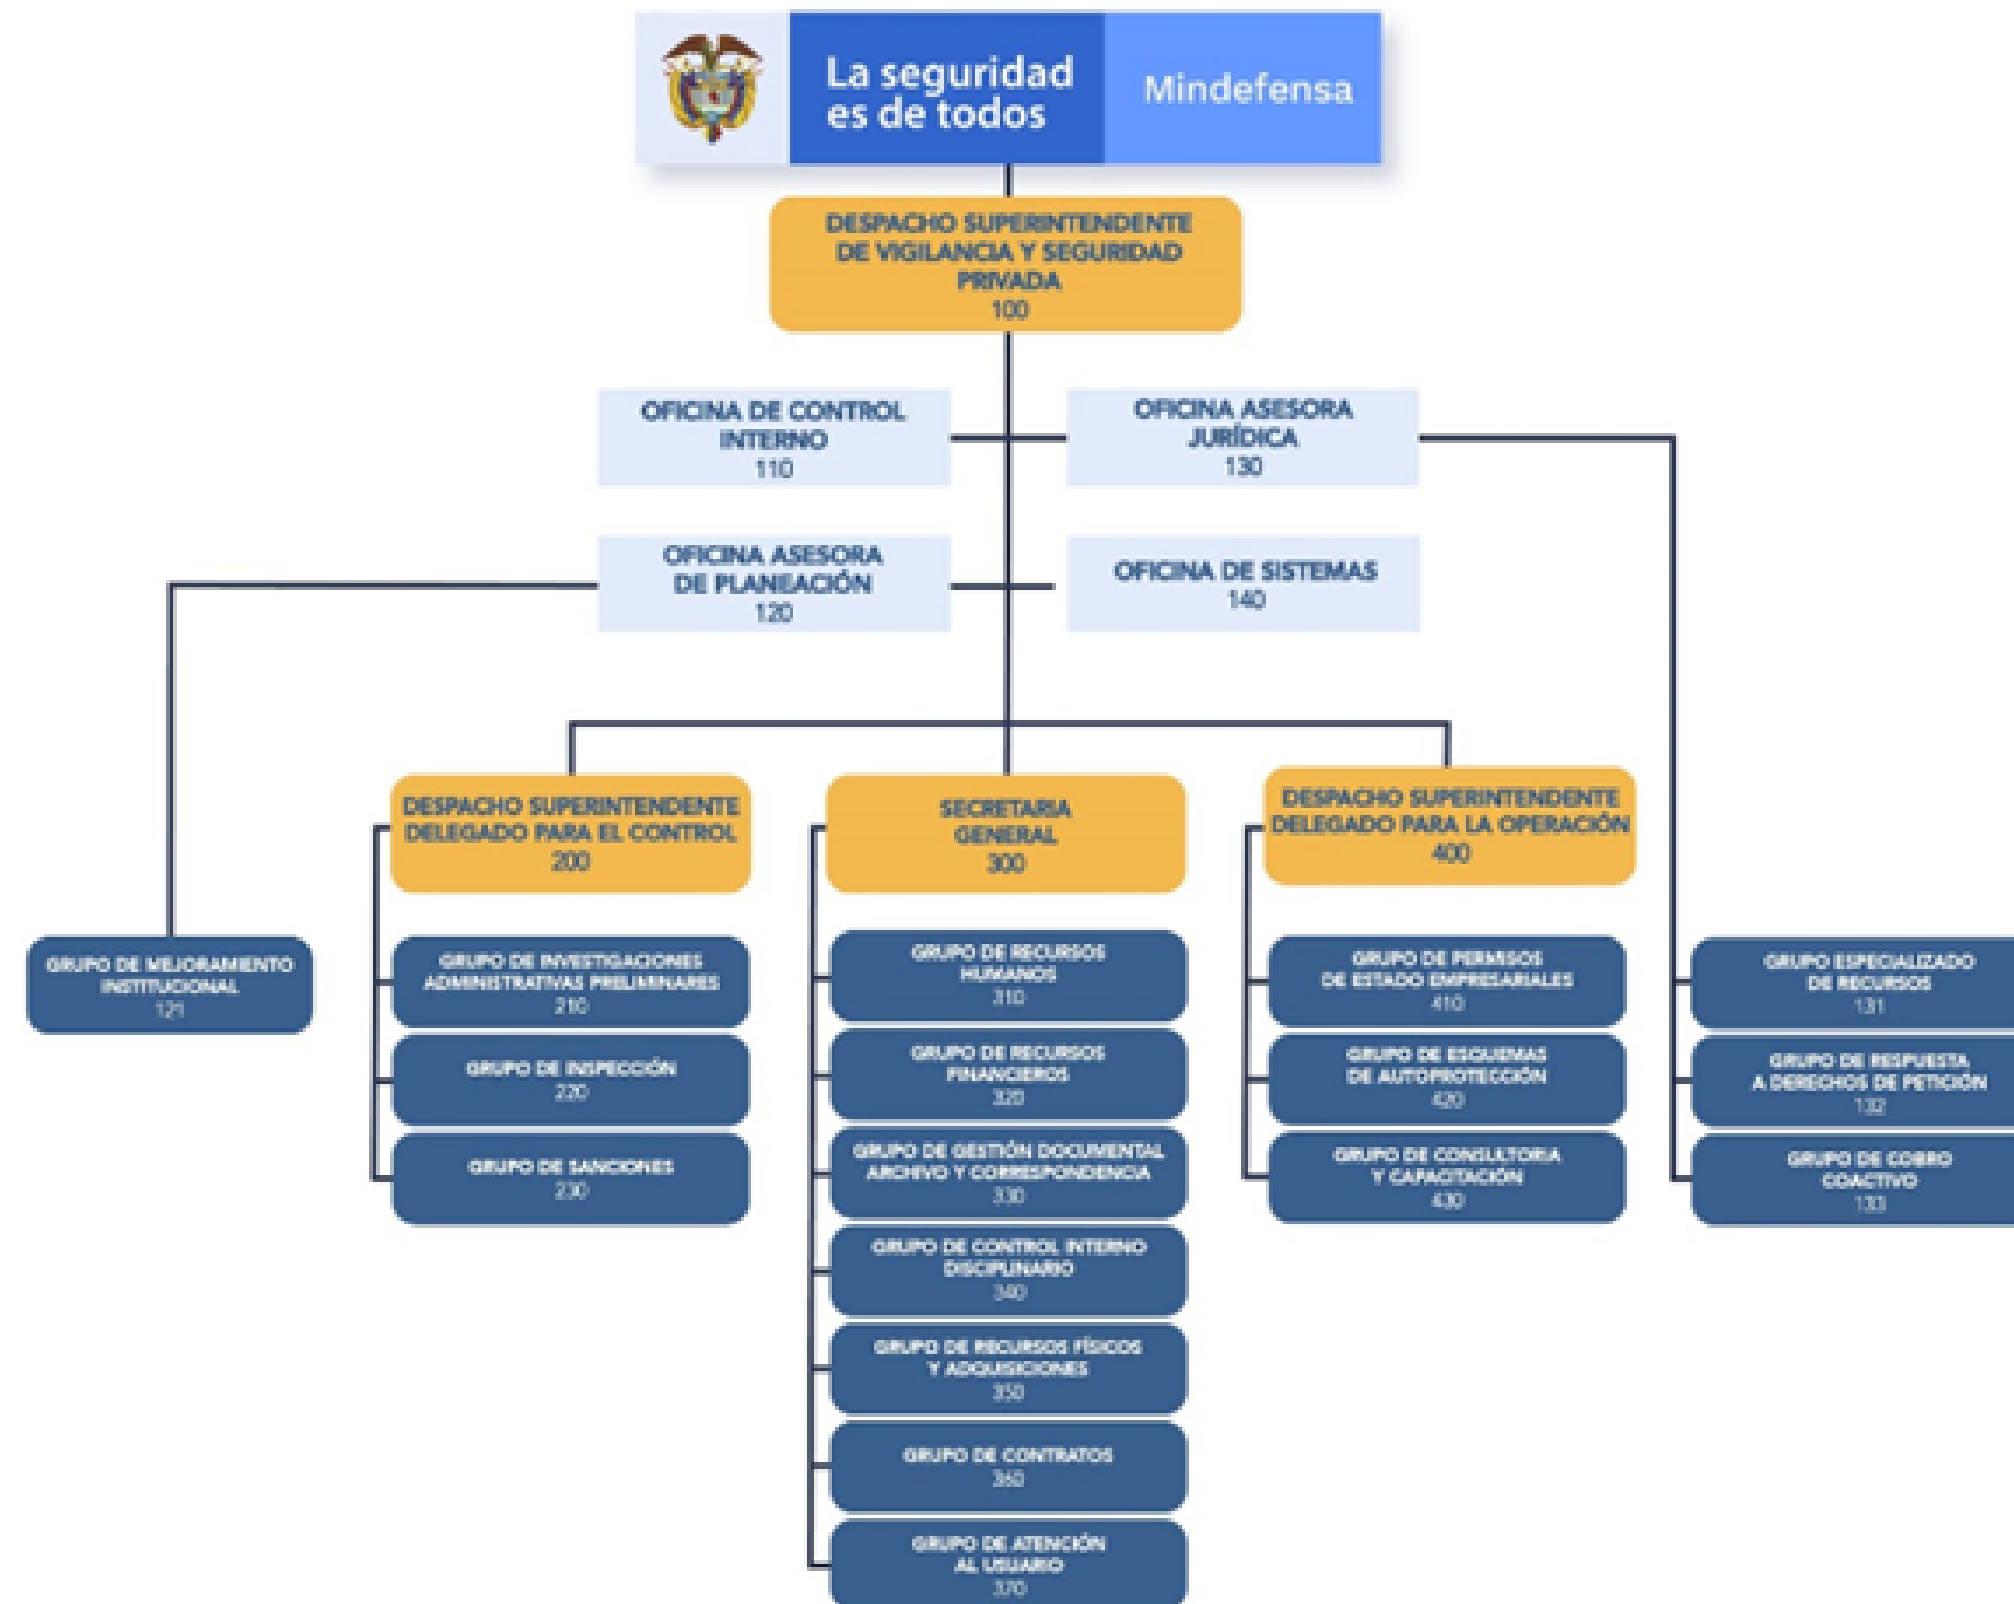 La seguridad
es de todos
Mindefensa
DESPACHO SUPERINTENDENTE
DE VIGILANCIA Y SEGURIDAD
PRIVADA
100
OFICINA DE CONTROL
INTERNO
110
OFICINA ASESORA
JURÍDICA
130
OFICINA ASESORA
DE PLANEACIÓN
120
OFICINA DE SISTEMAS
140
DESPACHO SUPERINTENDENTE
DELEGADO PARA EL CONTROL
200
SECRETARIA
GENERAL
300
DESPACHO SUPERINTENDENTE
DELEGADO PARA LA OPERACIÓN
400
GRUPO DE MEJORAMIENTO
INSTITUCIONAL
121
GRUPO DE INVESTIGACIONES
ADMINISTRATIVAS PRELIMINARES
210
GRUPO DE INSPECCIÓN
220
GRUPO DE SANCIONES
230
GRUPO DE RECURSOS
HUMANOS
310
GRUPO DE RECURSOS
FINANCIEROS
320
GRUPO DE GESTIÓN DOCUMENTAL
ARCHIVO Y CORRESPONDENCIA
330
GRUPO DE CONTROL INTERNO
DISCIPLINARIO
340
GRUPO DE RECURSOS FÍSICOS
Y ADQUISICIONES
350
GRUPO DE CONTRATOS
360
GRUPO DE ATENCIÓN
AL USUARIO
370
GRUPO DE PERMISOS
DE ESTADO EMPRESARIALES
410
GRUPO DE ESQUEMAS
DE AUTOPROTECCIÓN
420
GRUPO DE CONSULTORIA
Y CAPACITACIÓN
430
GRUPO ESPECIALIZADO
DE RECURSOS
131
GRUPO DE RESPUESTA
A DERECHOS DE PETICIÓN
132
GRUPO DE COBRO
COACTIVO
133